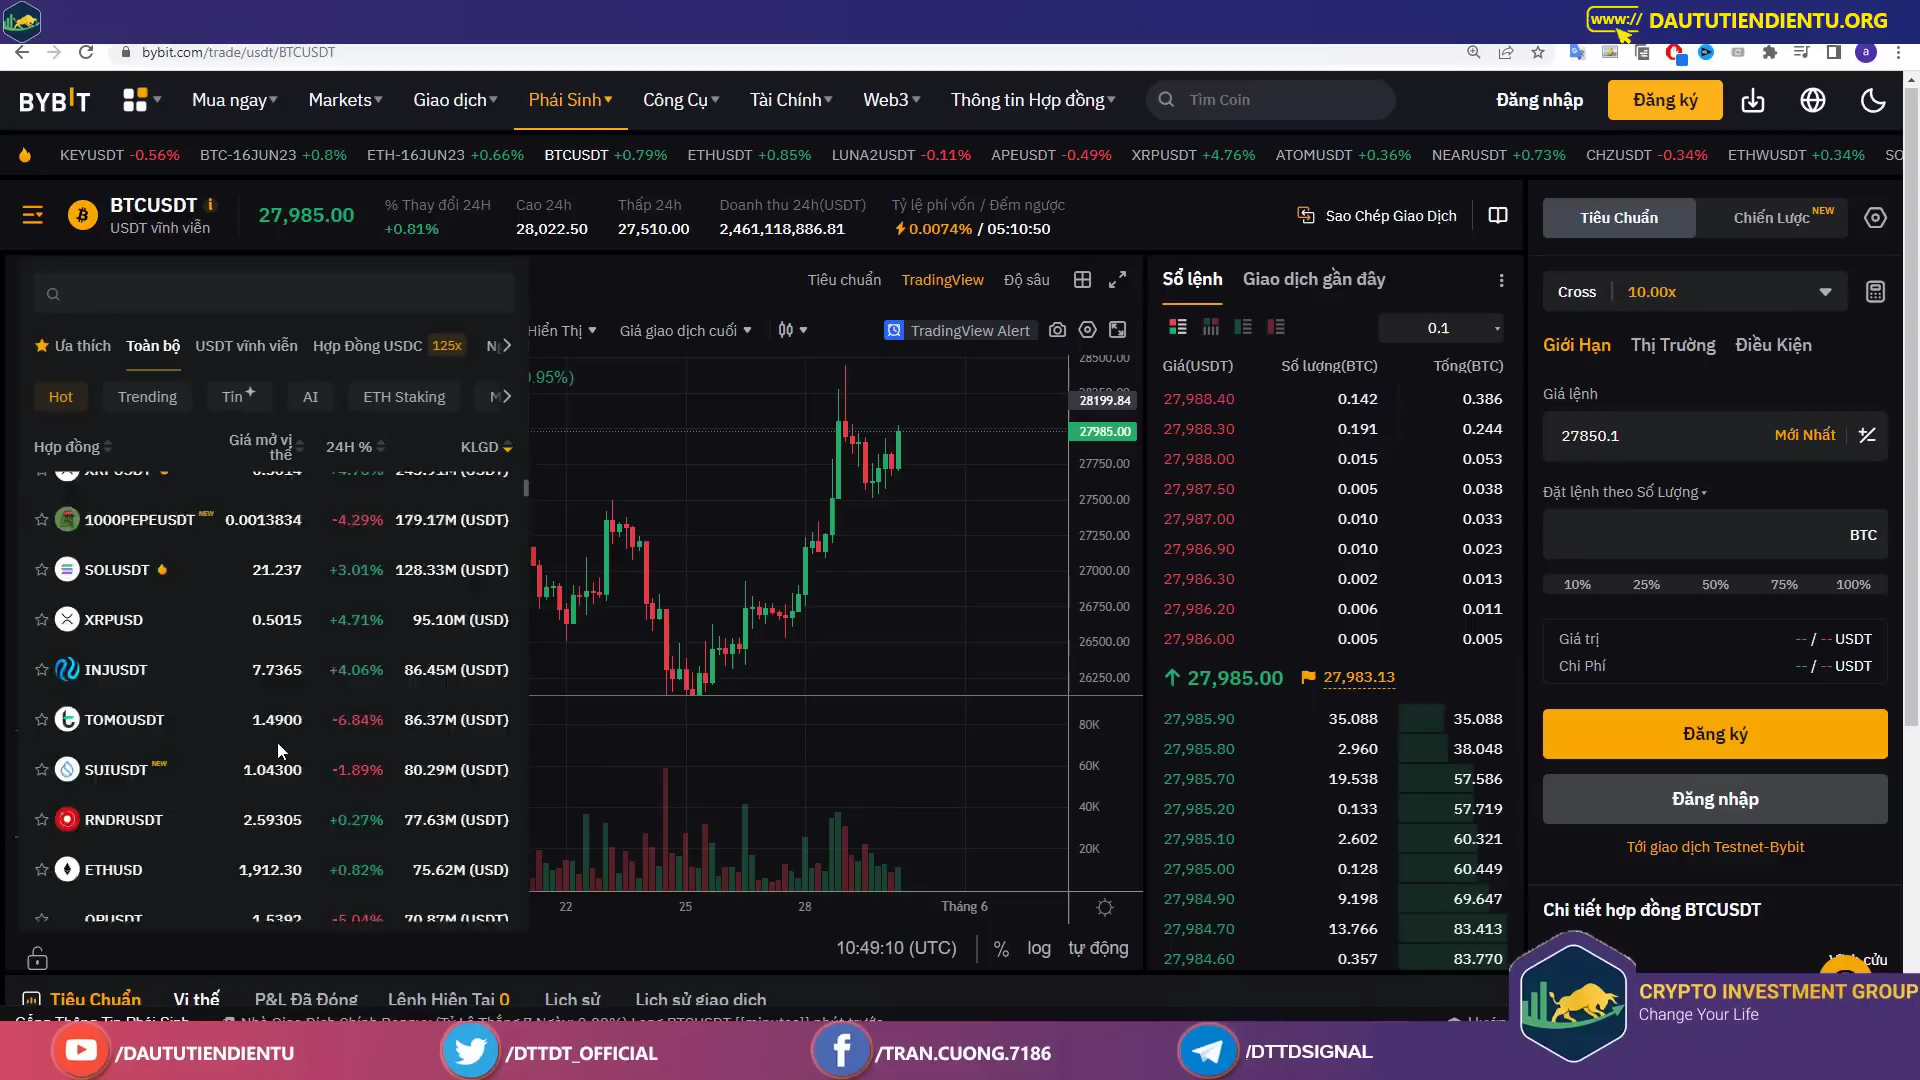 www.// DAUTUTIENDIENTU.ORG
bybit.com/trade/usdt/BTCUSDT
BYBIT Mua ngay Markets Giao dịch Phái Sinh Công Cụ Tài Chính Web3 Thông tin Hợp đồng Tìm Coin Đăng nhập Đăng ký
KEYUSDT -0.56% BTC-16JUN23 +0.8% ETH-16JUN23 +0.66% BTCUSDT +0.79% ETHUSDT +0.85% LUNA2USDT -0.11% APEUSDT -0.49% XRPUSDT +4.76% ATOMUSDT +0.36% NEARUSDT +0.73% CHZUSDT -0.34% ETHWUSDT +0.34% SO
BTCUSDT
USDT vĩnh viễn
27,985.00
% Thay đổi 24H
+0.81%
Cao 24h
28,022.50
Thấp 24h
27,510.00
Doanh thu 24h(USDT)
2,461,118,886.81
Tỷ lệ phí vốn / Đếm ngược
0.0074% / 05:10:50
Sao Chép Giao Dịch
Ưa thích Toàn bộ USDT vĩnh viễn Hợp Đồng USDC 125x
Hot Trending Tin AI ETH Staking
Hợp đồng Giá mở vị thế 24H % KLGD
1000PEPEUSDT NEW 0.0013834 -4.29% 179.17M (USDT)
SOLUSDT 21.237 +3.01% 128.33M (USDT)
XRPUSD 0.5015 +4.71% 95.10M (USD)
INJUSDT 7.7365 +4.06% 86.45M (USDT)
TOMOUSDT 1.4900 -6.84% 86.37M (USDT)
SUIUSDT NEW 1.04300 -1.89% 80.29M (USDT)
RNDRUSDT 2.59305 +0.27% 77.63M (USDT)
ETHUSD 1,912.30 +0.82% 75.62M (USD)
OPUSDT 1.5392 -5.04% 70.87M (USDT)
Tiêu chuẩn TradingView Độ sâu
Hiển Thị Giá giao dịch cuối TradingView Alert
0.95%)
28500.00
28199.84
27985.00
27750.00
27500.00
27250.00
27000.00
26750.00
26500.00
26250.00
80K
60K
40K
20K
22 25 28 Tháng 6
10:49:10 (UTC) % log tự động
Sổ lệnh Giao dịch gần đây
0.1
Giá(USDT) Số lượng(BTC) Tổng(BTC)
27,988.40 0.142 0.386
27,988.30 0.191 0.244
27,988.00 0.015 0.053
27,987.50 0.005 0.038
27,987.00 0.010 0.033
27,986.90 0.010 0.023
27,986.30 0.002 0.013
27,986.20 0.006 0.011
27,986.00 0.005 0.005
27,985.00 27,983.13
27,985.90 35.088 35.088
27,985.80 2.960 38.048
27,985.70 19.538 57.586
27,985.20 0.133 57.719
27,985.10 2.602 60.321
27,985.00 0.128 60.449
27,984.90 9.198 69.647
27,984.70 13.766 83.413
27,984.60 0.357 83.770
Tiêu Chuẩn Chiến Lược NEW
Cross 10.00x
Giới Hạn Thị Trường Điều Kiện
Giá lệnh
27850.1 Mới Nhất
Đặt lệnh theo Số Lượng
BTC
10% 25% 50% 75% 100%
Giá trị -- / -- USDT
Chi Phí -- / -- USDT
Đăng ký
Đăng nhập
Tới giao dịch Testnet-Bybit
Chi tiết hợp đồng BTCUSDT
Tiêu Chuẩn Vị thế P&L Đã Đóng Lệnh Hiện Tại 0 Lịch sử Lịch sử giao dịch
CRYPTO INVESTMENT GROUP
Change Your Life
/DAUTUTIENDIENTU /DTTDT_OFFICIAL /TRAN.CUONG.7186 /DTTDSIGNAL